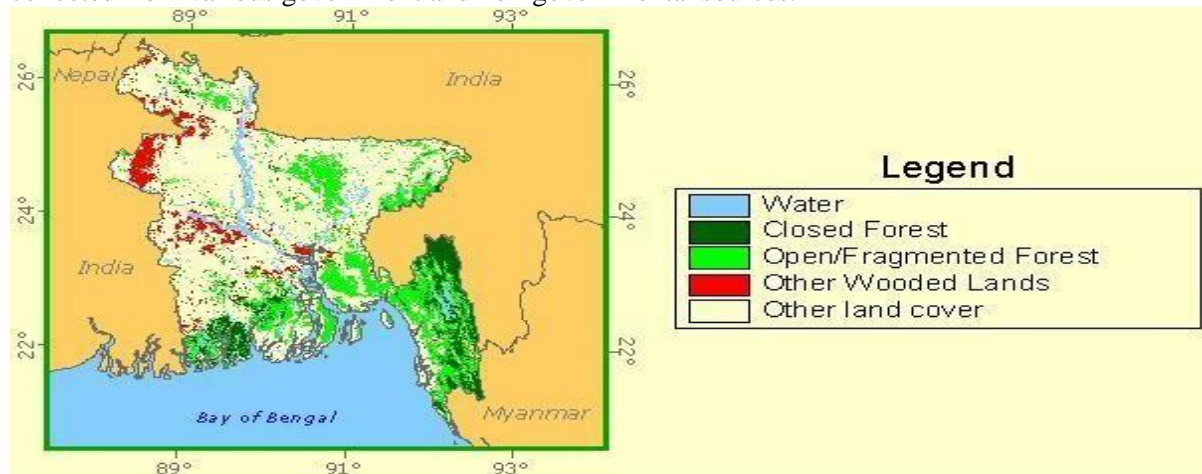 89° 91° 93°
26° Nepal India 26°
Legend
Water
24° 24° Closed Forest
India Open/Fragmented Forest
Other Wooded Lands
Other land cover
22° 22°
Bay of Bengal Myanmar
89° 91° 93°